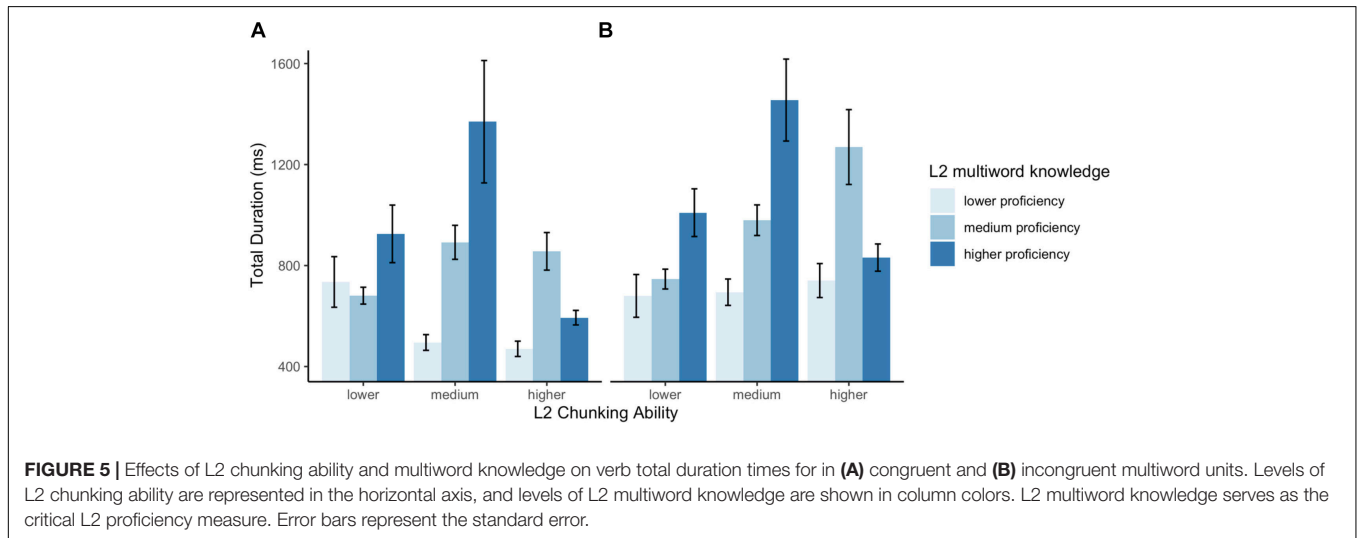 A
B
1600
1200
800
400
Total Duration (ms)
lower
medium
higher
lower
medium
higher
L2 Chunking Ability
L2 multiword knowledge
lower proficiency
medium proficiency
higher proficiency
FIGURE 5 | Effects of L2 chunking ability and multiword knowledge on verb total duration times for in (A) congruent and (B) incongruent multiword units. Levels of
L2 chunking ability are represented in the horizontal axis, and levels of L2 multiword knowledge are shown in column colors. L2 multiword knowledge serves as the
critical L2 proficiency measure. Error bars represent the standard error.